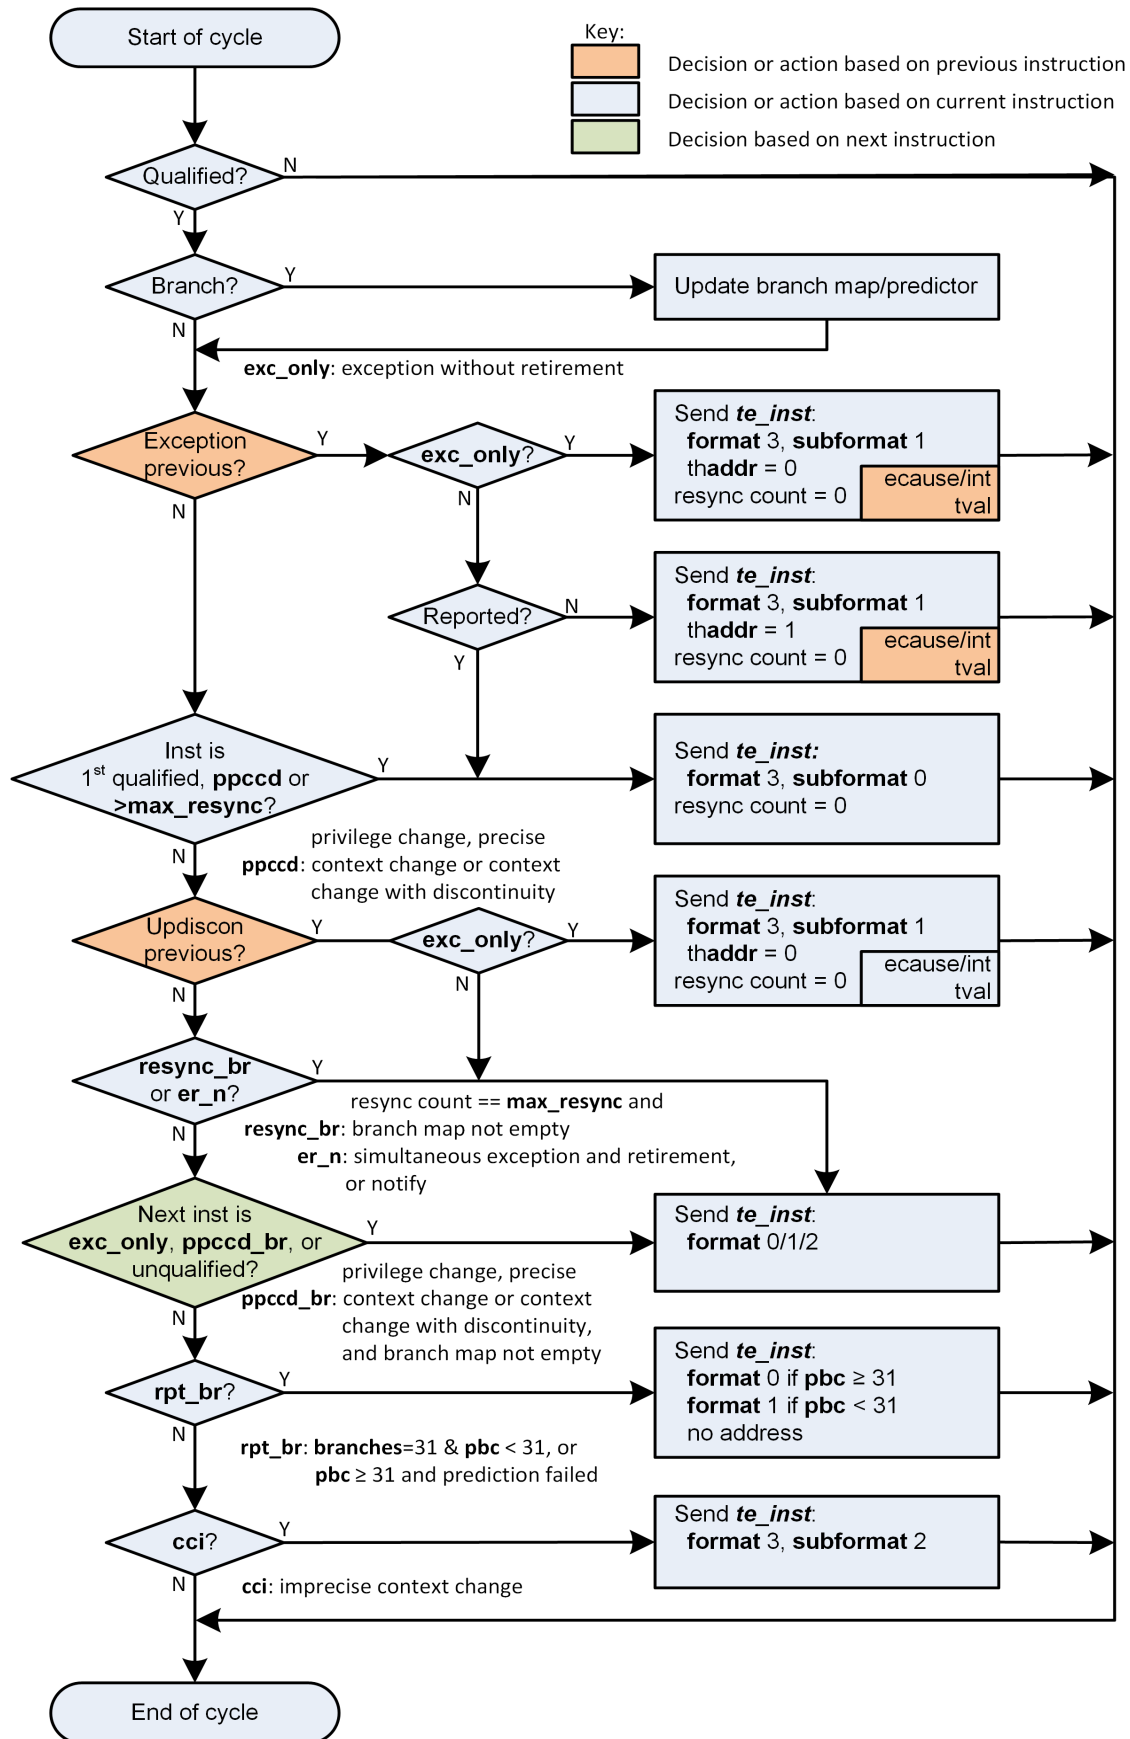 Start of cycle
Key:
Decision or action based on previous instruction
Decision or action based on current instruction
Decision based on next instruction
Qualified?
N
Y
Branch?
Y
Update branch map/predictor
N
exc_only: exception without retirement
Exception
previous?
Y
exc_only?
Y
Send te_inst:
format 3, subformat 1
thaddr = 0
resync count = 0
ecause/int
tval
N
N
Reported?
N
Send te_inst:
format 3, subformat 1
thaddr = 1
resync count = 0
ecause/int
tval
Y
Inst is
1st qualified, ppccd or
>max_resync?
Y
Send te_inst:
format 3, subformat 0
resync count = 0
N
privilege change, precise
ppccd: context change or context
change with discontinuity
Updiscon
previous?
Y
exc_only?
Y
Send te_inst:
format 3, subformat 1
thaddr = 0
resync count = 0
ecause/int
tval
N
N
resync_br
or er_n?
Y
resync count == max_resync and
resync_br: branch map not empty
er_n: simultaneous exception and retirement,
or notify
N
Next inst is
exc_only, ppccd_br, or
unqualified?
Y
Send te_inst:
format 0/1/2
privilege change, precise
ppccd_br: context change or context
change with discontinuity,
and branch map not empty
N
rpt_br?
Y
Send te_inst:
format 0 if pbc ≥ 31
format 1 if pbc < 31
no address
N
rpt_br: branches=31 & pbc < 31, or
pbc ≥ 31 and prediction failed
cci?
Y
Send te_inst:
format 3, subformat 2
N
cci: imprecise context change
End of cycle